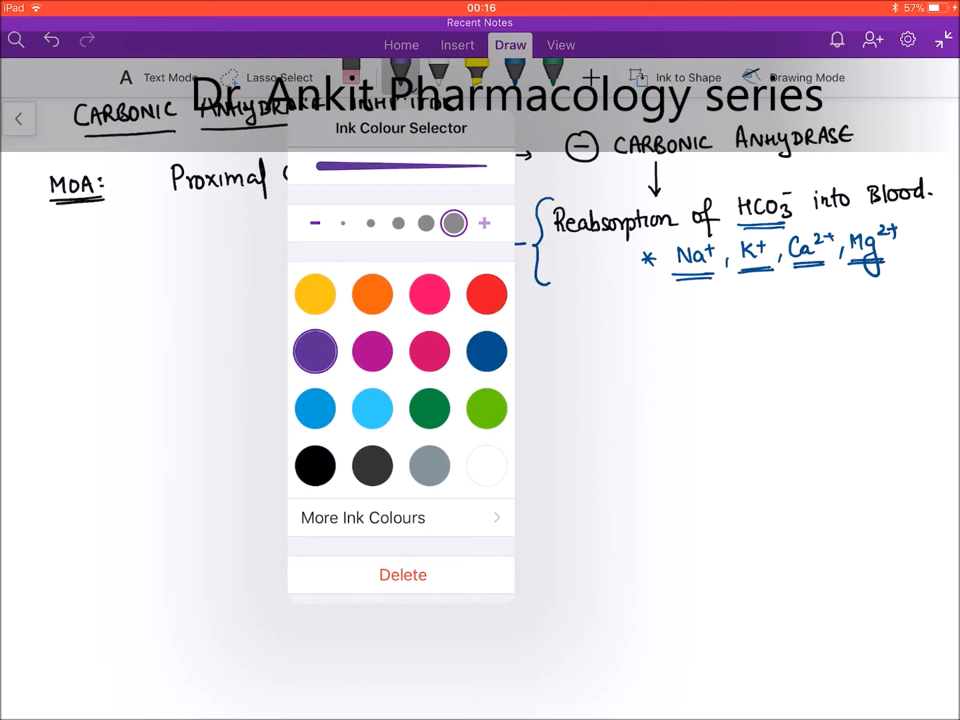 iPad 00:16 57%
Recent Notes
Home Insert Draw View
Text Mode Lasso Select Ink to Shape Drawing Mode
Dr. Ankit Pharmacology series
CARBONIC
Ink Colour Selector
⊖ CARBONIC ANHYDRASE
MOA: Proximal
Reabsorption of HCO3⁻ into Blood.
* Na⁺, K⁺, Ca²⁺, Mg²⁺
More Ink Colours
Delete